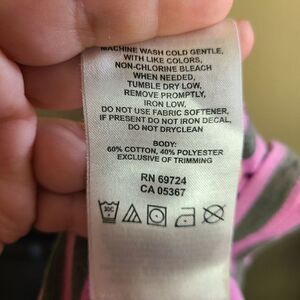 MACHINE WASH COLD GENTLE,
WITH LIKE COLORS,
NON-CHLORINE BLEACH
WHEN NEEDED,
TUMBLE DRY LOW,
REMOVE PROMPTLY,
IRON LOW,
DO NOT USE FABRIC SOFTENER,
IF PRESENT DO NOT IRON DECAL,
DO NOT DRYCLEAN
BODY:
60% COTTON, 40% POLYESTER
EXCLUSIVE OF TRIMMING
RN 69724
CA 05367